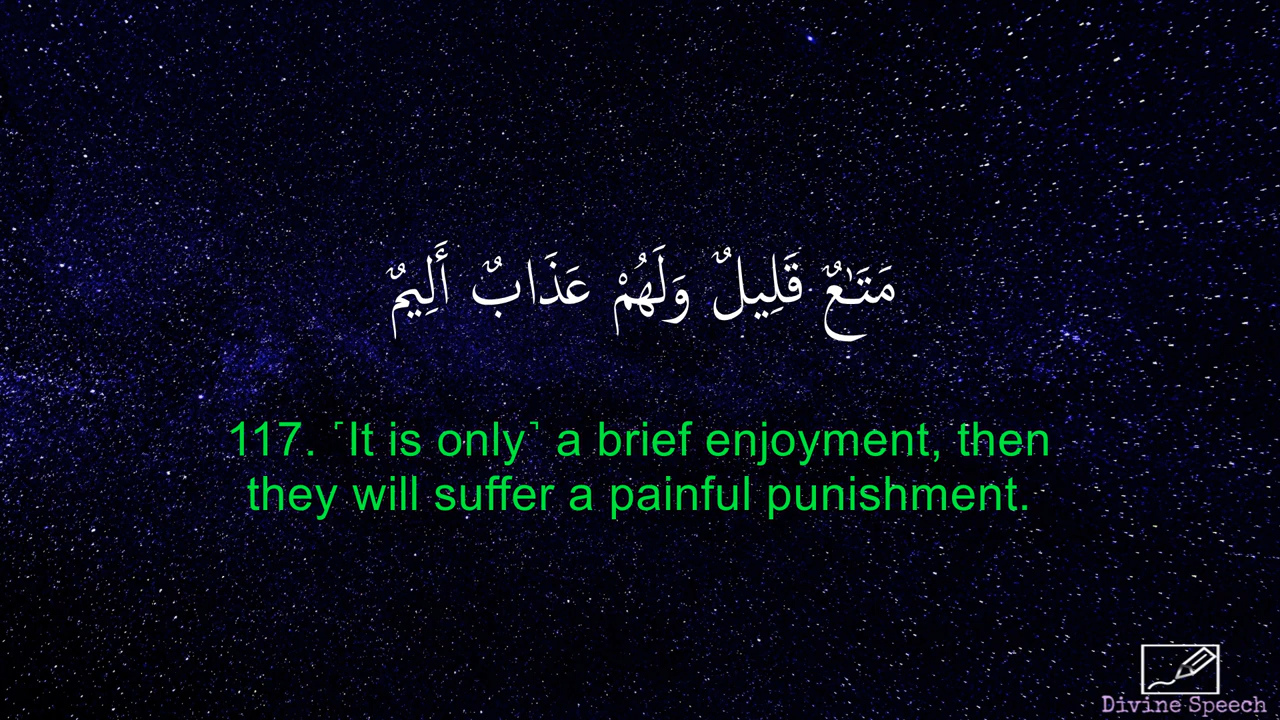 مَتَـٰعٌ قَلِيلٌ وَلَهُمْ عَذَابٌ أَلِيمٌ
117. ˹It is only˺ a brief enjoyment, then
they will suffer a painful punishment.
Divine Speech